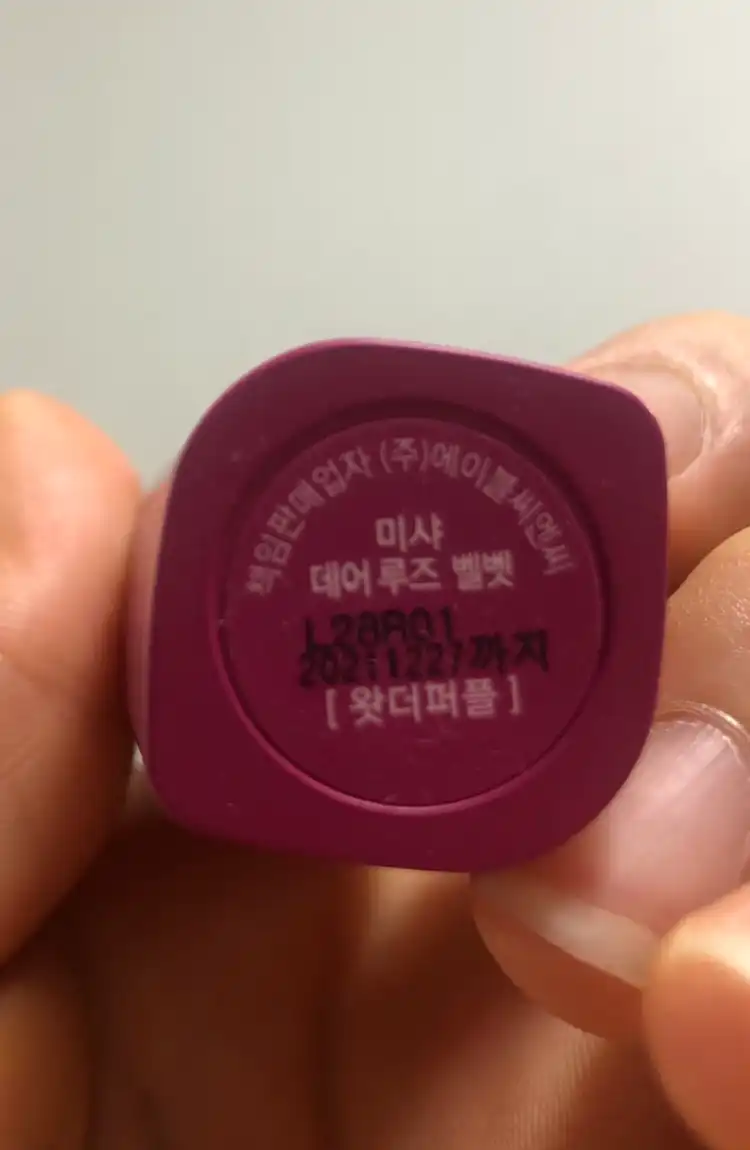 책임판매업자 (주)에이블씨엔씨
미샤
데어루즈 벨벳
L28R01
20211227까지
[ 왓더퍼플 ]